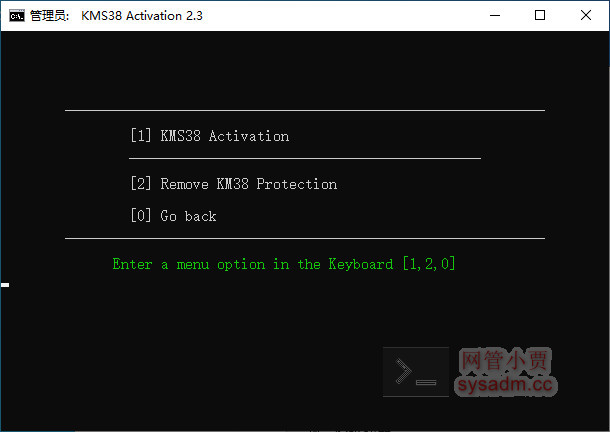 管理员: KMS38 Activation 2.3
[1] KMS38 Activation
[2] Remove KM38 Protection
[0] Go back
Enter a menu option in the Keyboard [1,2,0]
网管小贾
sysadm.cc